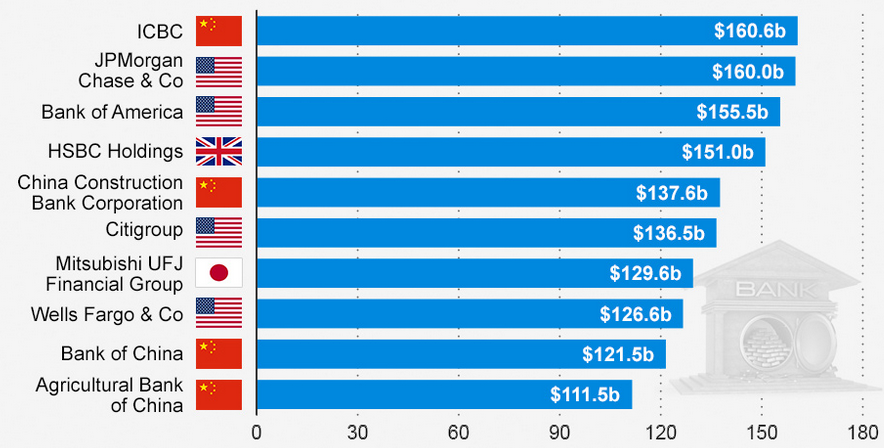 ICBC
$160.6b
JPMorgan
Chase & Co
$160.0b
Bank of America
$155.5b
HSBC Holdings
$151.0b
China Construction
Bank Corporation
$137.6b
Citigroup
$136.5b
Mitsubishi UFJ
Financial Group
$129.6b
Wells Fargo & Co
$126.6b
Bank of China
$121.5b
Agricultural Bank
of China
$111.5b
BANK
0 30 60 90 120 150 180